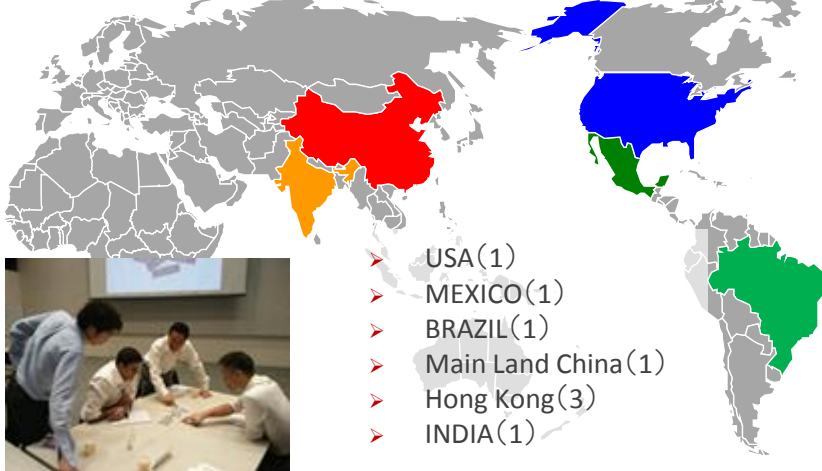 USA(1)
MEXICO(1)
BRAZIL(1)
Main Land China(1)
Hong Kong(3)
INDIA(1)